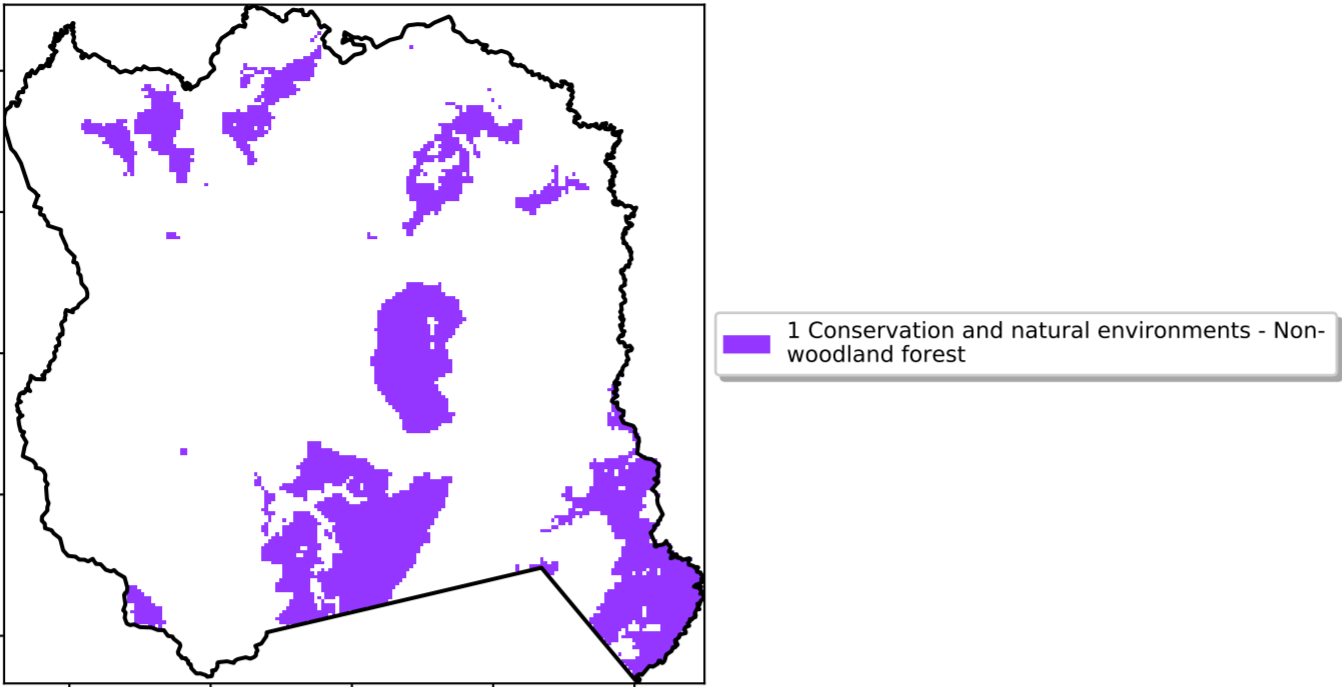 1 Conservation and natural environments - Non-
woodland forest